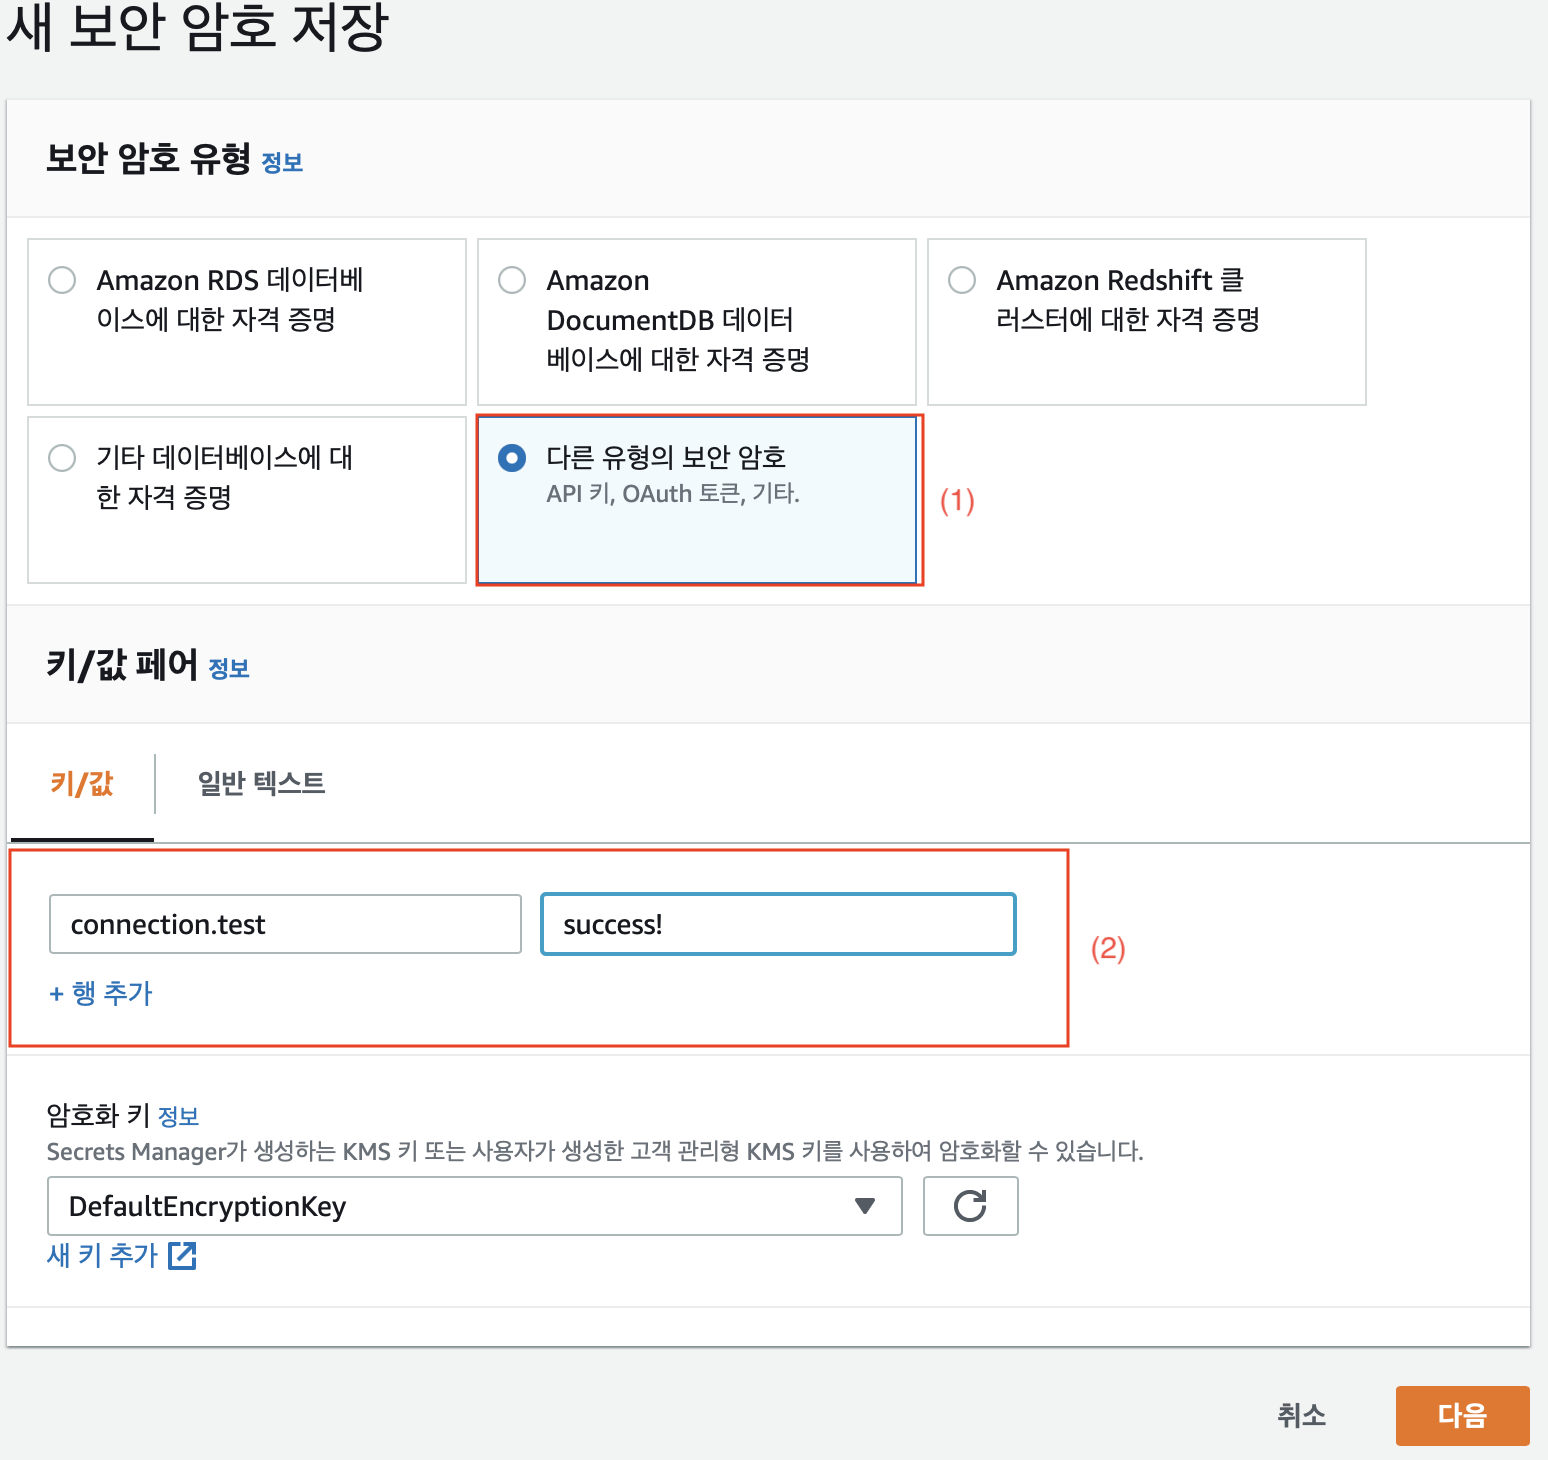 새 보안 암호 저장
보안 암호 유형 정보
Amazon RDS 데이터베
이스에 대한 자격 증명
Amazon
DocumentDB 데이터
베이스에 대한 자격 증명
Amazon Redshift 클
러스터에 대한 자격 증명
기타 데이터베이스에 대
한 자격 증명
다른 유형의 보안 암호
API 키, OAuth 토큰, 기타.
(1)
키/값 페어 정보
키/값
일반 텍스트
connection.test
success!
(2)
+ 행 추가
암호화 키 정보
Secrets Manager가 생성하는 KMS 키 또는 사용자가 생성한 고객 관리형 KMS 키를 사용하여 암호화할 수 있습니다.
DefaultEncryptionKey
새 키 추가
취소
다음